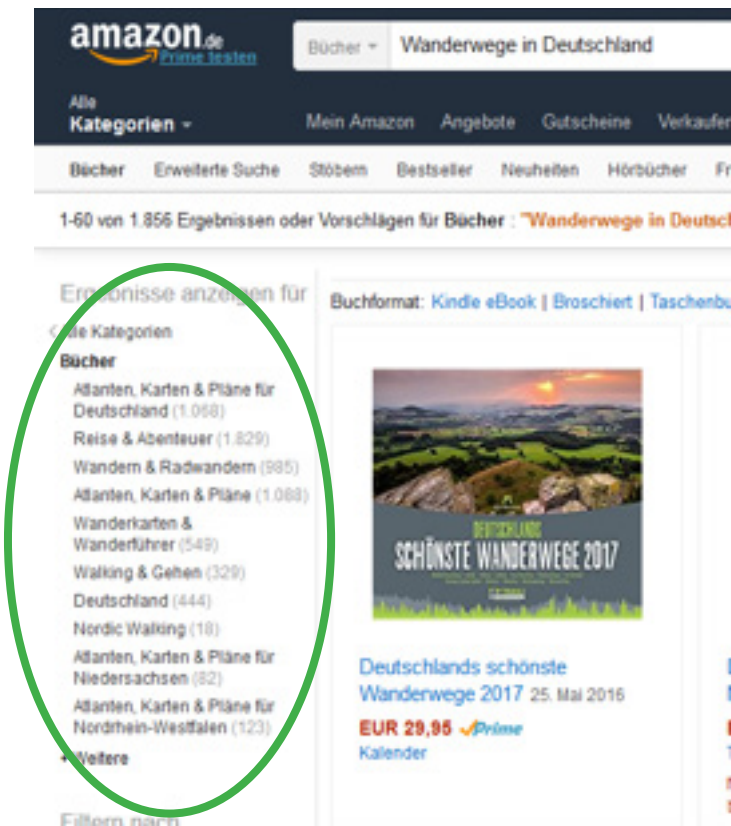 amazon.de
Prime testen
Bücher
Wanderwege in Deutschland
Alle
Kategorien
Mein Amazon Angebote Gutscheine Verkaufen
Bücher Erweiterte Suche Stöbern Bestseller Neuheiten Hörbücher Fr
1-60 von 1.856 Ergebnissen oder Vorschlägen für Bücher : "Wanderwege in Deutsch
Ergebnisse anzeigen für
< Alle Kategorien
Bücher
Atlanten, Karten & Pläne für
Deutschland (1.068)
Reise & Abenteuer (1.829)
Wandern & Radwandern (985)
Atlanten, Karten & Pläne (1.088)
Wanderkarten &
Wanderführer (549)
Walking & Gehen (329)
Deutschland (444)
Nordic Walking (18)
Atlanten, Karten & Pläne für
Niedersachsen (82)
Atlanten, Karten & Pläne für
Nordrhein-Westfalen (123)
+ Weitere
Filtern nach
Buchformat: Kindle eBook | Broschiert | Taschenbu
DEUTSCHLANDS
SCHÖNSTE WANDERWEGE 2017
Deutschlands schönste
Wanderwege 2017 25. Mai 2016
EUR 29,95 Prime
Kalender